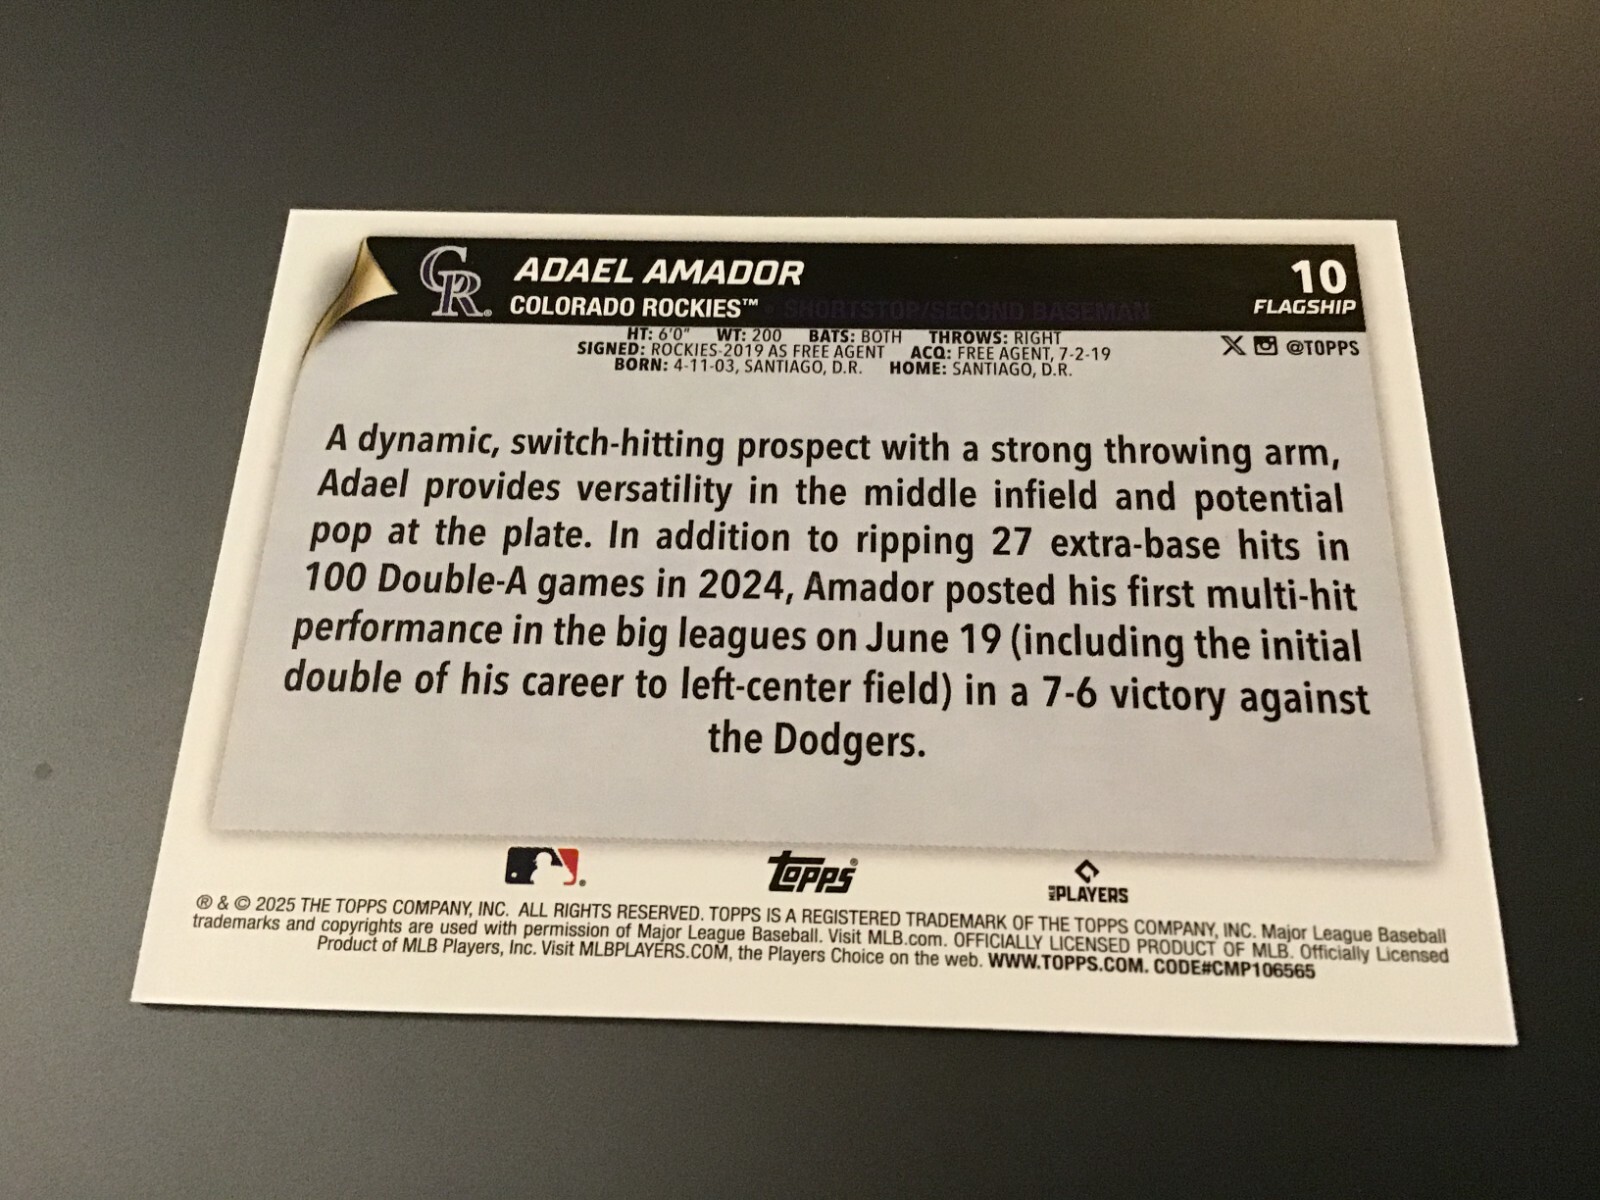 CR
ADAEL AMADOR
COLORADO ROCKIES™ • SHORTSTOP/SECOND BASEMAN
10
FLAGSHIP
HT: 6'0" WT: 200 BATS: BOTH THROWS: RIGHT
SIGNED: ROCKIES-2019 AS FREE AGENT ACQ: FREE AGENT, 7-2-19
BORN: 4-11-03, SANTIAGO, D.R. HOME: SANTIAGO, D.R.
@TOPPS
A dynamic, switch-hitting prospect with a strong throwing arm,
Adael provides versatility in the middle infield and potential
pop at the plate. In addition to ripping 27 extra-base hits in
100 Double-A games in 2024, Amador posted his first multi-hit
performance in the big leagues on June 19 (including the initial
double of his career to left-center field) in a 7-6 victory against
the Dodgers.
Topps®
MLB PLAYERS
® & © 2025 THE TOPPS COMPANY, INC. ALL RIGHTS RESERVED. TOPPS IS A REGISTERED TRADEMARK OF THE TOPPS COMPANY, INC. Major League Baseball
trademarks and copyrights are used with permission of Major League Baseball. Visit MLB.com. OFFICIALLY LICENSED PRODUCT OF MLB. Officially Licensed
Product of MLB Players, Inc. Visit MLBPLAYERS.COM, the Players Choice on the web. WWW.TOPPS.COM. CODE#CMP106565